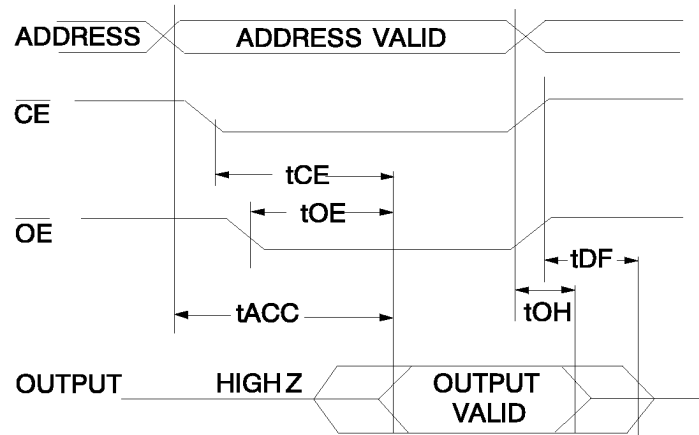 ADDRESS ADDRESS VALID
CE
tCE
tOE
OE
tDF
tACC tOH
OUTPUT HIGH Z OUTPUT
VALID